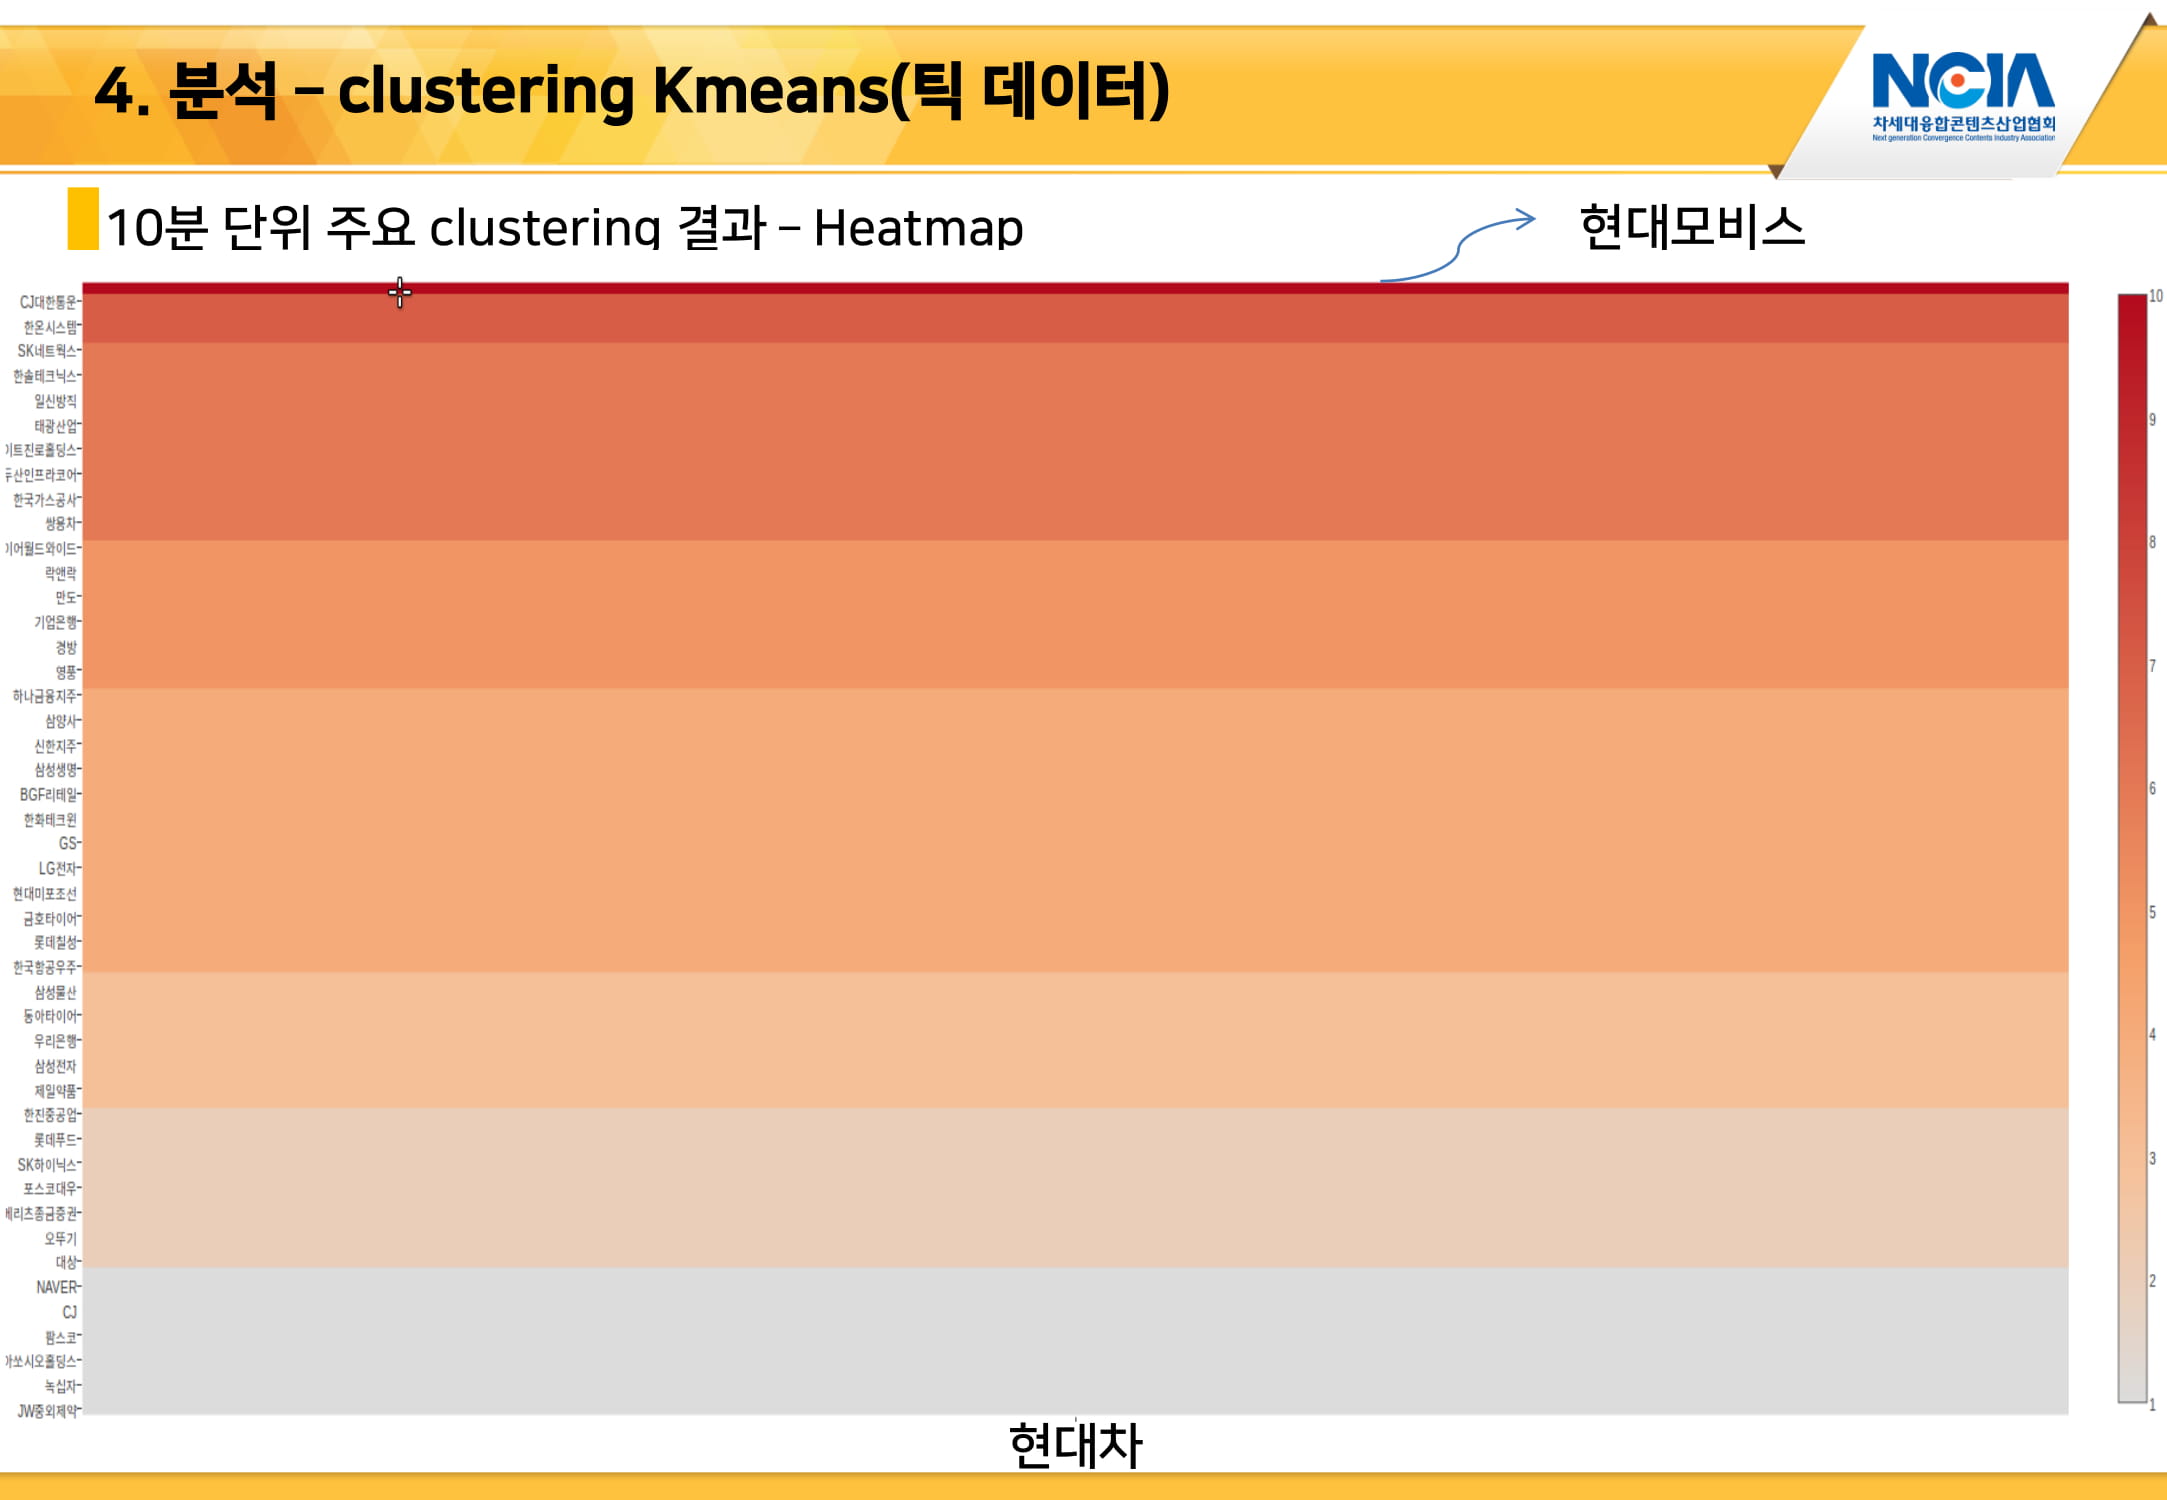 4. 분석 – clustering Kmeans(틱 데이터)
NCIA
차세대융합콘텐츠산업협회
Next generation Convergence Contents Industry Association
10분 단위 주요 clustering 결과 – Heatmap
현대모비스
CJ대한통운
한온시스템
SK네트웍스
한솔테크닉스
일신방직
태광산업
이트진로홀딩스
두산인프라코어
한국가스공사
쌍용차
이어월드와이드
락앤락
만도
기업은행
경방
영풍
하나금융지주
삼양사
신한지주
삼성생명
BGF리테일
한화테크윈
GS
LG전자
현대미포조선
금호타이어
롯데칠성
한국항공우주
삼성물산
동아타이어
우리은행
삼성전자
제일약품
한진중공업
롯데푸드
SK하이닉스
포스코대우
메리츠종금증권
오뚜기
대상
NAVER
CJ
팜스코
아쏘시오홀딩스
녹십자
JW중외제약
10
9
8
7
6
5
4
3
2
1
현대차